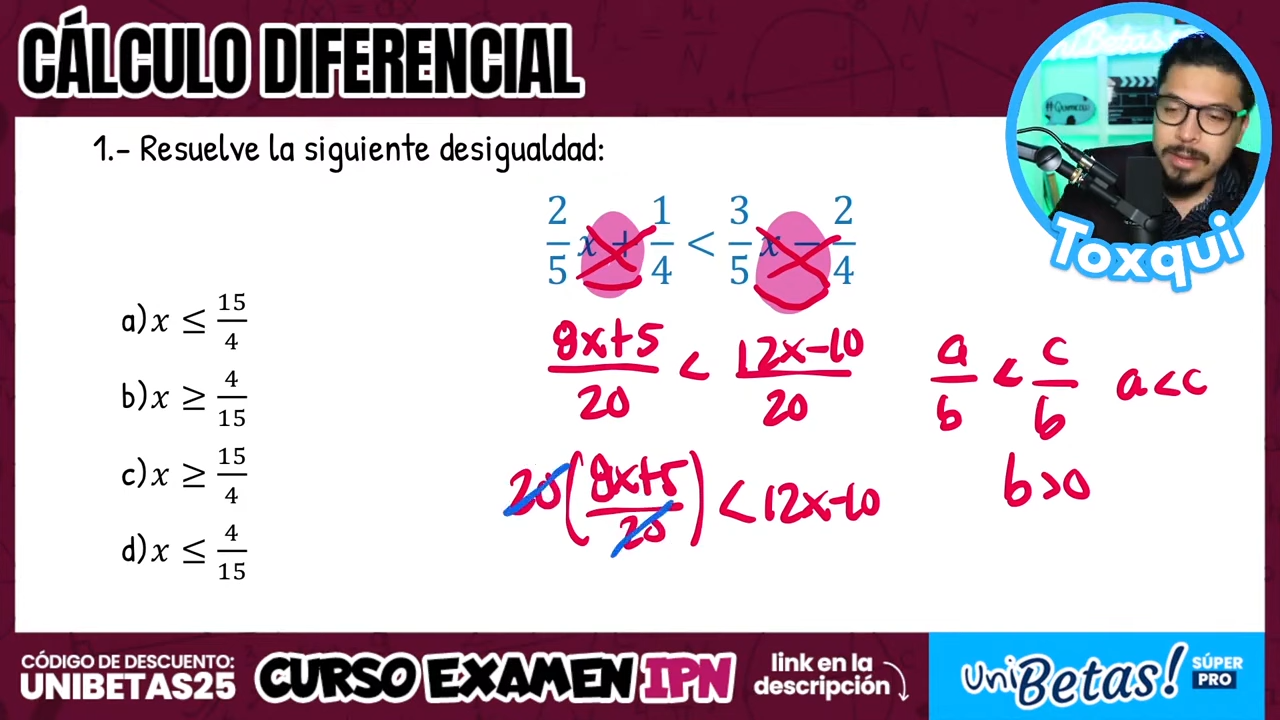 CÁLCULO DIFERENCIAL
1.- Resuelve la siguiente desigualdad:
2/5 x + 1/4 < 3/5 x − 2/4
a) x ≤ 15/4
b) x ≥ 4/15
c) x ≥ 15/4
d) x ≤ 4/15
8x+5/20 < 12x-10/20
a/b < c/b a<c
20(8x+5/20) < 12x-10
b>0
Toxqui
CÓDIGO DE DESCUENTO:
UNIBETAS25
CURSO EXAMEN IPN
link en la
descripción
UniBetas! SÚPER
PRO